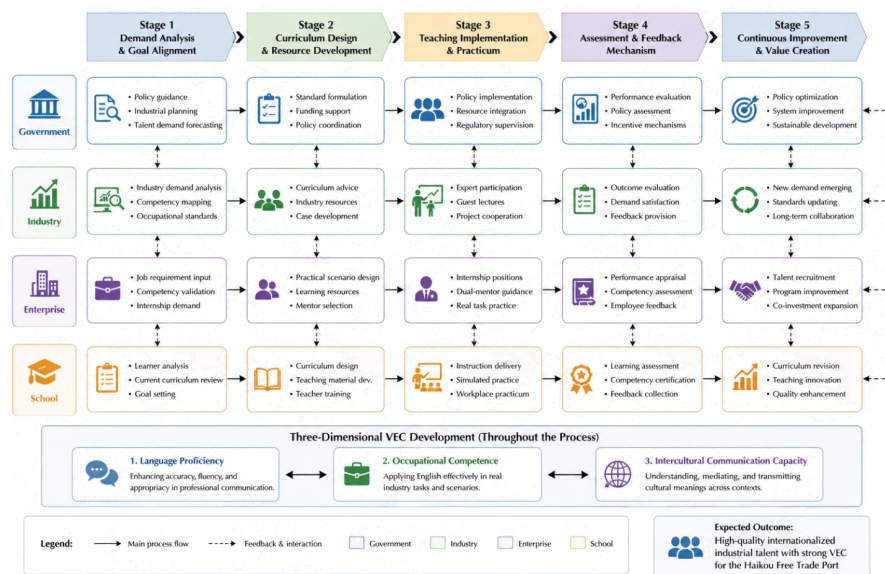 Stage 1
Demand Analysis
& Goal Alignment
Stage 2
Curriculum Design
& Resource Development
Stage 3
Teaching Implementation
& Practicum
Stage 4
Assessment & Feedback
Mechanism
Stage 5
Continuous Improvement
& Value Creation
Government
• Policy guidance
• Industrial planning
• Talent demand forecasting
• Standard formulation
• Funding support
• Policy coordination
• Policy implementation
• Resource integration
• Regulatory supervision
• Performance evaluation
• Policy assessment
• Incentive mechanisms
• Policy optimization
• System improvement
• Sustainable development
Industry
• Industry demand analysis
• Competency mapping
• Occupational standards
• Curriculum advice
• Industry resources
• Case development
• Expert participation
• Guest lectures
• Project cooperation
• Outcome evaluation
• Demand satisfaction
• Feedback provision
• New demand emerging
• Standards updating
• Long-term collaboration
Enterprise
• Job requirement input
• Competency validation
• Internship demand
• Practical scenario design
• Learning resources
• Mentor selection
• Internship positions
• Dual-mentor guidance
• Real task practice
• Performance appraisal
• Competency assessment
• Employee feedback
• Talent recruitment
• Program improvement
• Co-investment expansion
School
• Learner analysis
• Current curriculum review
• Goal setting
• Curriculum design
• Teaching material dev.
• Teacher training
• Instruction delivery
• Simulated practice
• Workplace practicum
• Learning assessment
• Competency certification
• Feedback collection
• Curriculum revision
• Teaching innovation
• Quality enhancement
Three-Dimensional VEC Development (Throughout the Process)
1. Language Proficiency
Enhancing accuracy, fluency, and
appropriacy in professional communication.
2. Occupational Competence
Applying English effectively in real
industry tasks and scenarios.
3. Intercultural Communication Capacity
Understanding, mediating, and transmitting
cultural meanings across contexts.
Legend:
Main process flow
Feedback & interaction
Government
Industry
Enterprise
School
Expected Outcome:
High-quality internationalized
industrial talent with strong VEC
for the Haikou Free Trade Port